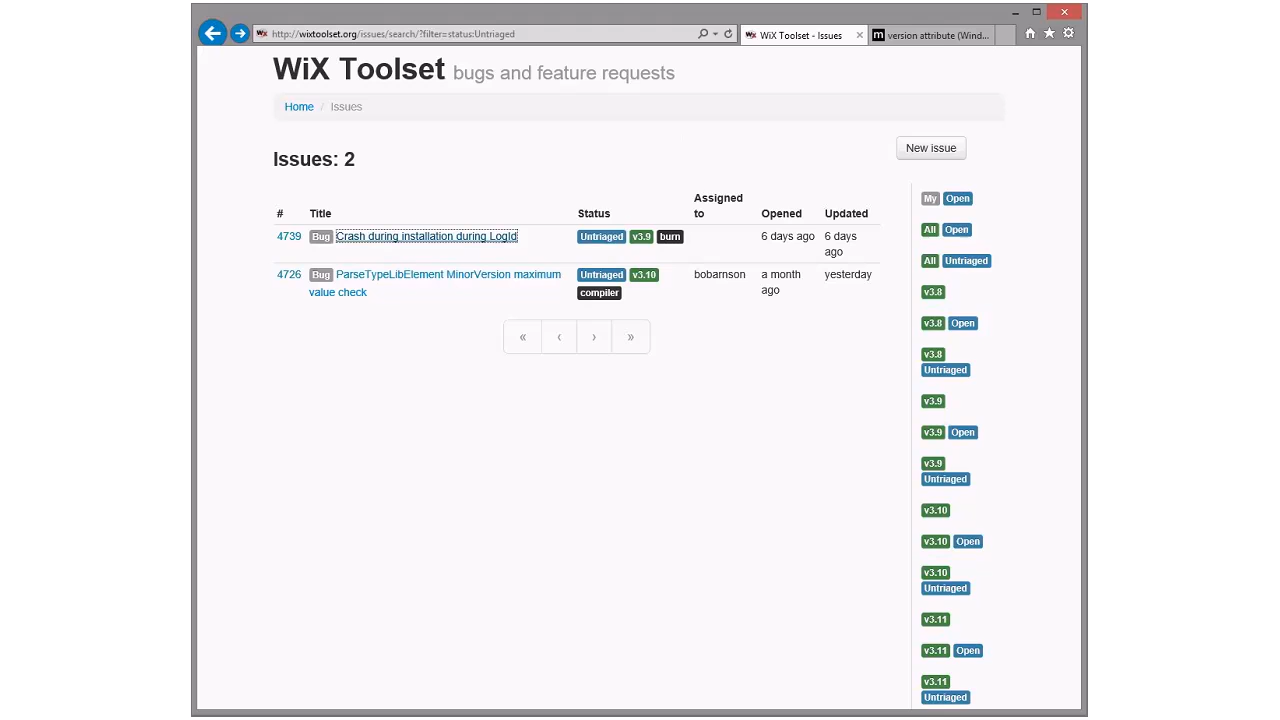 http://wixtoolset.org/issues/search/?filter=status:Untriaged
WiX Toolset - Issues
version attribute (Wind...
WiX Toolset bugs and feature requests
Home / Issues
Issues: 2
New issue
# Title Status Assigned to Opened Updated
4739 Bug Crash during installation during LogId Untriaged v3.9 burn 6 days ago 6 days ago
4726 Bug ParseTypeLibElement MinorVersion maximum value check Untriaged v3.10 compiler bobarnson a month ago yesterday
« ‹ › »
My Open
All Open
All Untriaged
v3.8
v3.8 Open
v3.8
Untriaged
v3.9
v3.9 Open
v3.9
Untriaged
v3.10
v3.10 Open
v3.10
Untriaged
v3.11
v3.11 Open
v3.11
Untriaged